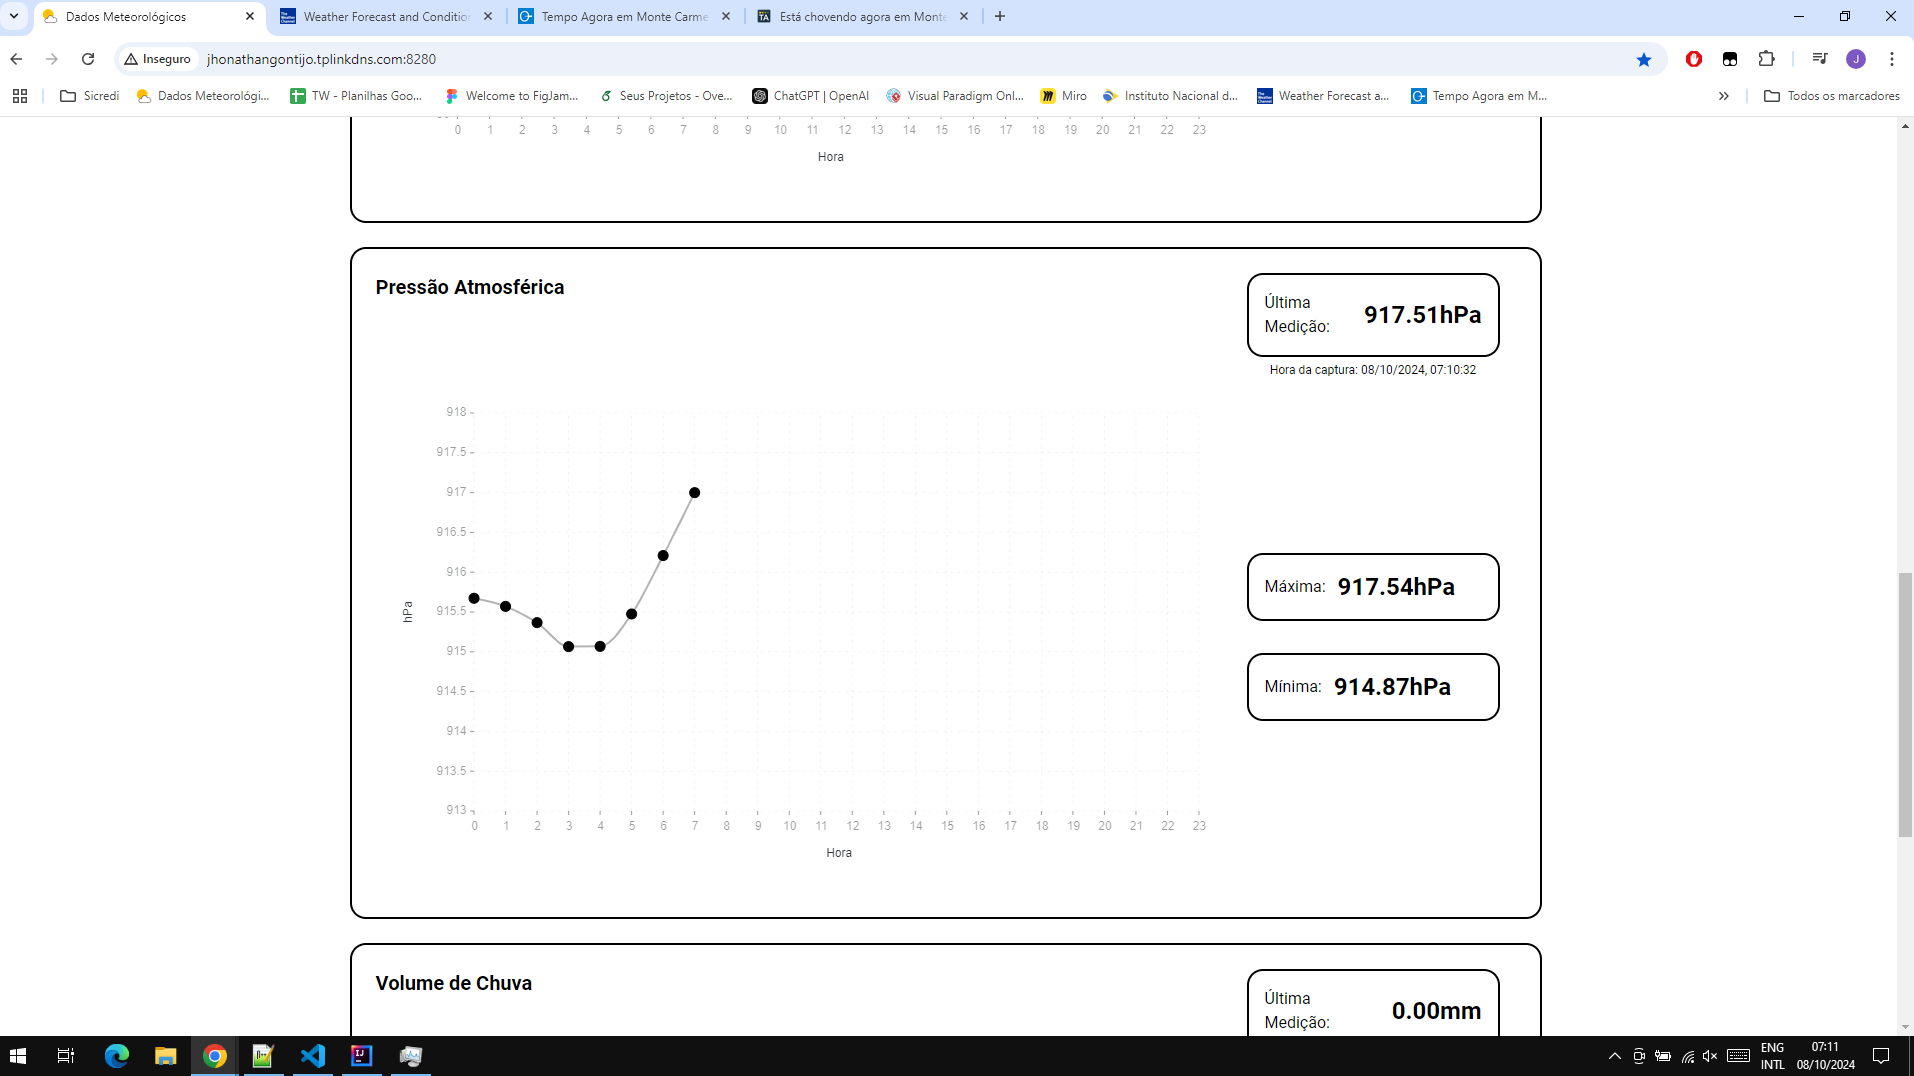 Dados Meteorológicos
Weather Forecast and Conditio
Tempo Agora em Monte Carme
Está chovendo agora em Monte
Inseguro
jhonathangontijo.tplinkdns.com:8280
J
Sicredi
Dados Meteorológi...
TW - Planilhas Goo...
Welcome to FigJam...
Seus Projetos - Ove...
ChatGPT | OpenAI
Visual Paradigm Onl...
Miro
Instituto Nacional d...
Weather Forecast a...
Tempo Agora em M...
Todos os marcadores
0 1 2 3 4 5 6 7 8 9 10 11 12 13 14 15 16 17 18 19 20 21 22 23
Hora
Pressão Atmosférica
Última
Medição:
917.51hPa
Hora da captura: 08/10/2024, 07:10:32
918
917.5
917
916.5
916
915.5
915
914.5
914
913.5
913
hPa
0 1 2 3 4 5 6 7 8 9 10 11 12 13 14 15 16 17 18 19 20 21 22 23
Hora
Máxima: 917.54hPa
Mínima: 914.87hPa
Volume de Chuva
Última
Medição:
0.00mm
ENG
INTL
07:11
08/10/2024